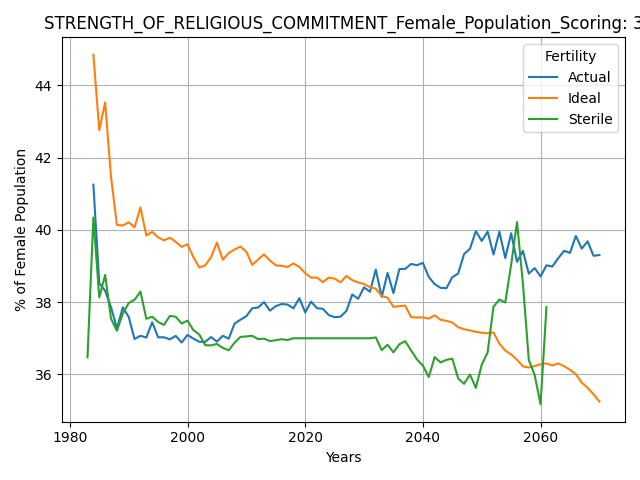 STRENGTH_OF_RELIGIOUS_COMMITMENT_Female_Population_Scoring: 3
Fertility
Actual
Ideal
Sterile
% of Female Population
44
42
40
38
36
1980
2000
2020
2040
2060
Years